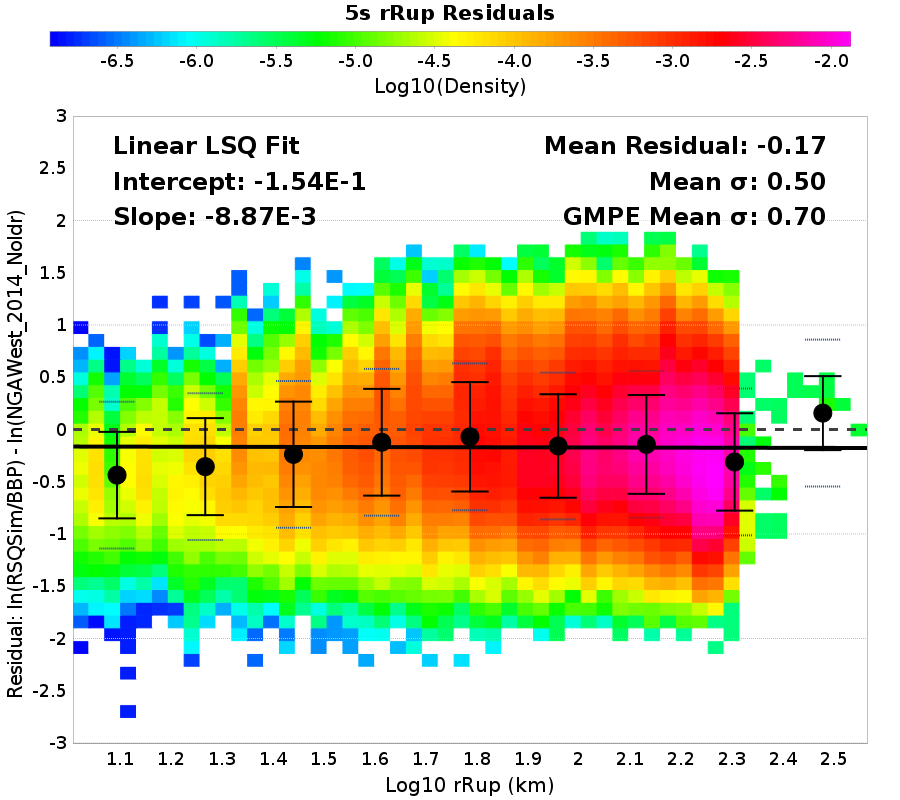 5s rRup Residuals
-6.5 -6.0 -5.5 -5.0 -4.5 -4.0 -3.5 -3.0 -2.5 -2.0
Log10(Density)
Linear LSQ Fit
Intercept: -1.54E-1
Slope: -8.87E-3
Mean Residual: -0.17
Mean σ: 0.50
GMPE Mean σ: 0.70
Residual: ln(RSQSim/BBP) - ln(NGAWest_2014_NoIdr)
3
2.5
2
1.5
1
0.5
0
-0.5
-1
-1.5
-2
-2.5
-3
1.1 1.2 1.3 1.4 1.5 1.6 1.7 1.8 1.9 2 2.1 2.2 2.3 2.4 2.5
Log10 rRup (km)